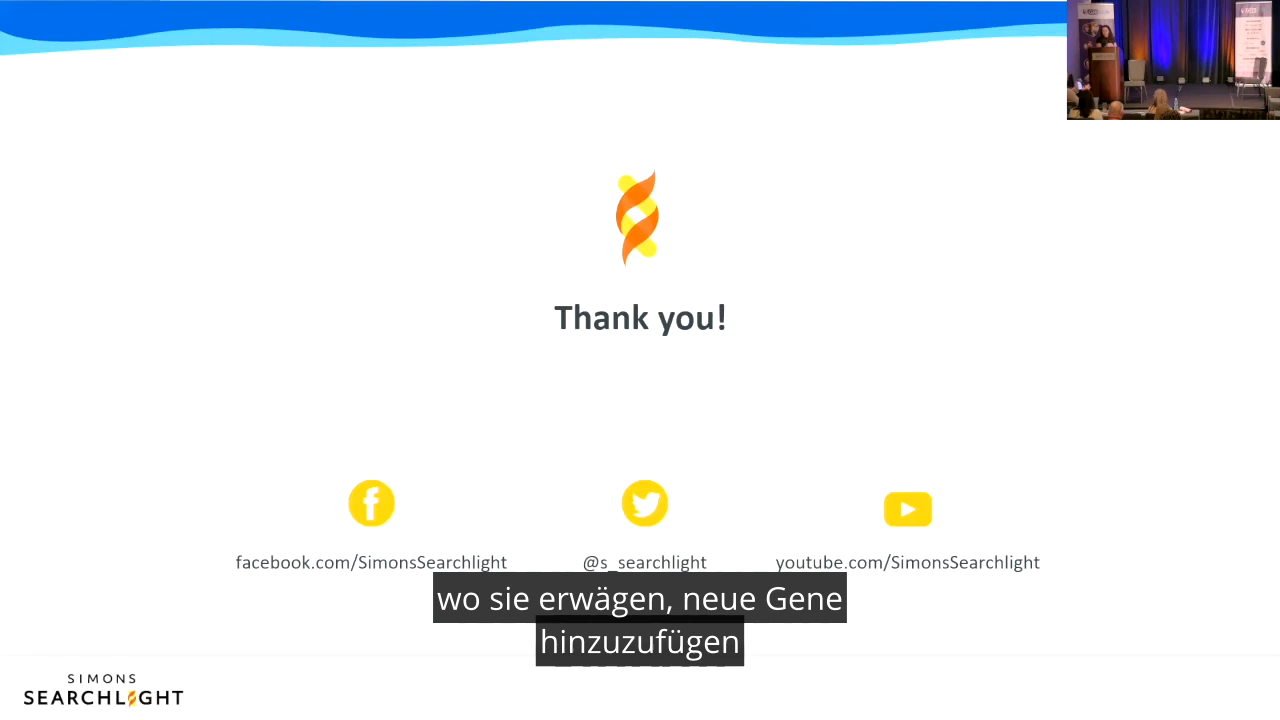 Thank you!
facebook.com/SimonsSearchlight
@s_searchlight
youtube.com/SimonsSearchlight
wo sie erwägen, neue Gene
hinzuzufügen
SIMONS
SEARCHLIGHT